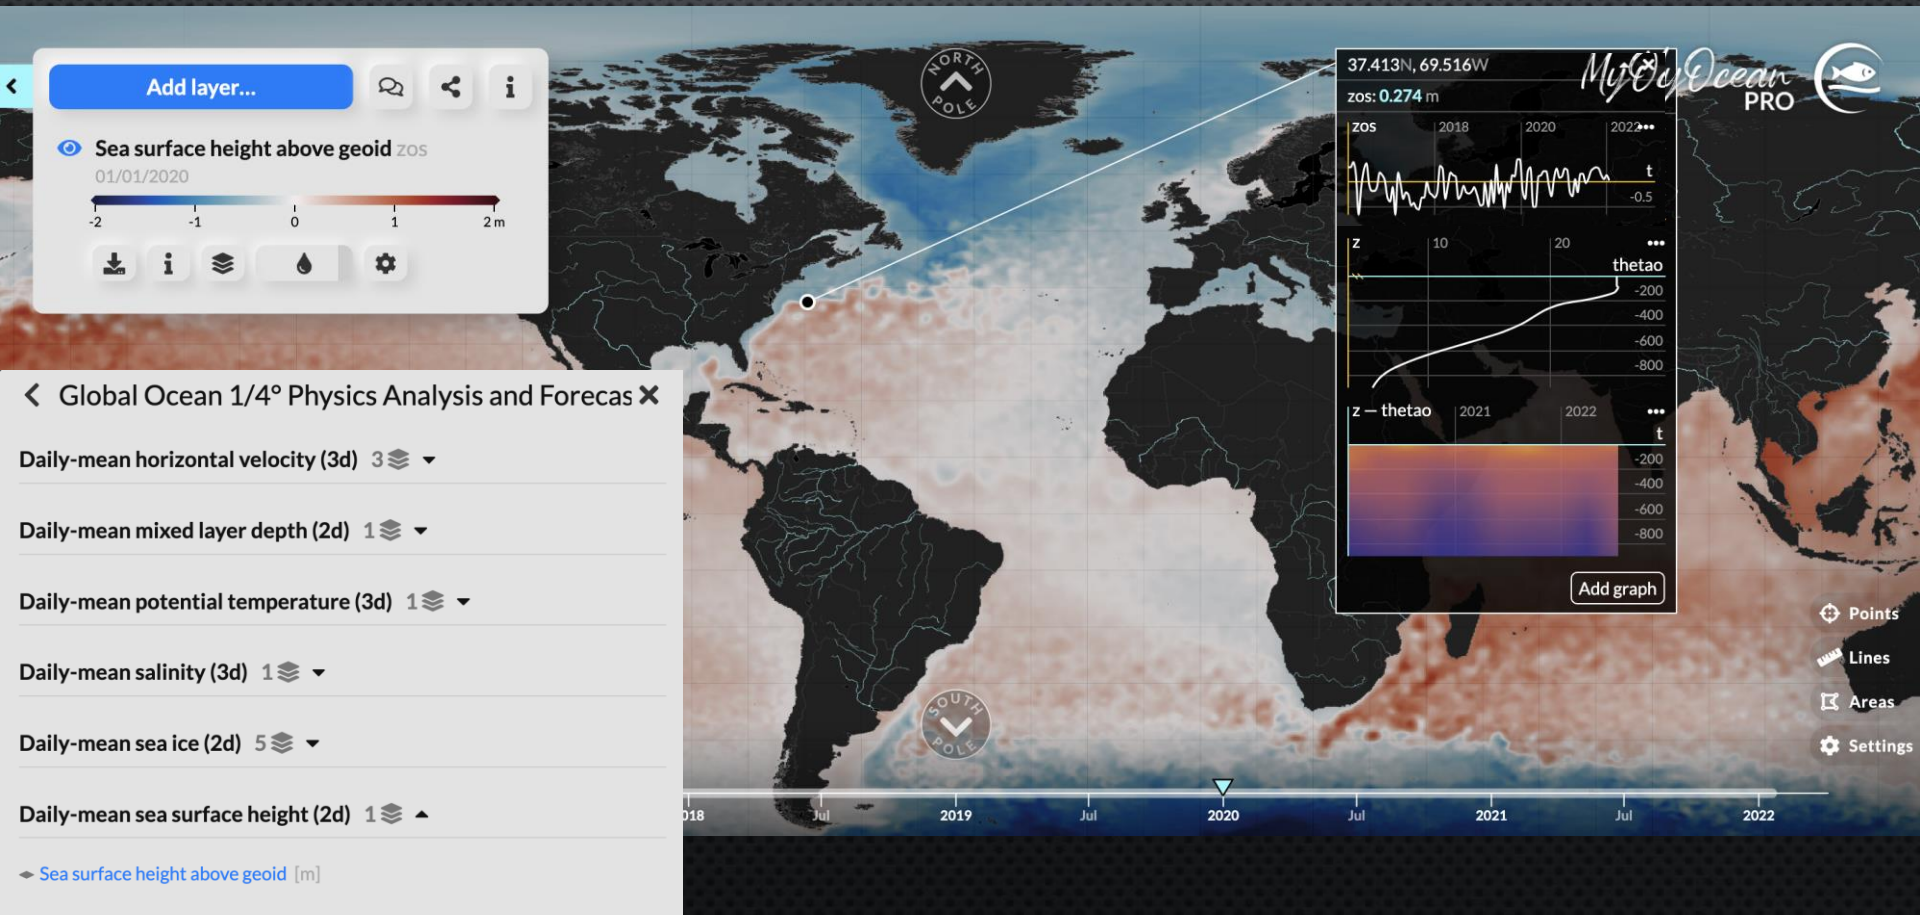 Add layer...
Sea surface height above geoid zos
01/01/2020
-2 -1 0 1 2 m
Global Ocean 1/4° Physics Analysis and Forecas
Daily-mean horizontal velocity (3d) 3
Daily-mean mixed layer depth (2d) 1
Daily-mean potential temperature (3d) 1
Daily-mean salinity (3d) 1
Daily-mean sea ice (2d) 5
Daily-mean sea surface height (2d) 1
Sea surface height above geoid [m]
NORTH
POLE
SOUTH
POLE
37.413N, 69.516W
zos: 0.274 m
zos 2018 2020 2022
t
-0.5
z 10 20
thetao
-200
-400
-600
-800
z – thetao 2021 2022
t
-200
-400
-600
-800
Add graph
Ocean
PRO
Points
Lines
Areas
Settings
Jul 2019 Jul 2020 Jul 2021 Jul 2022